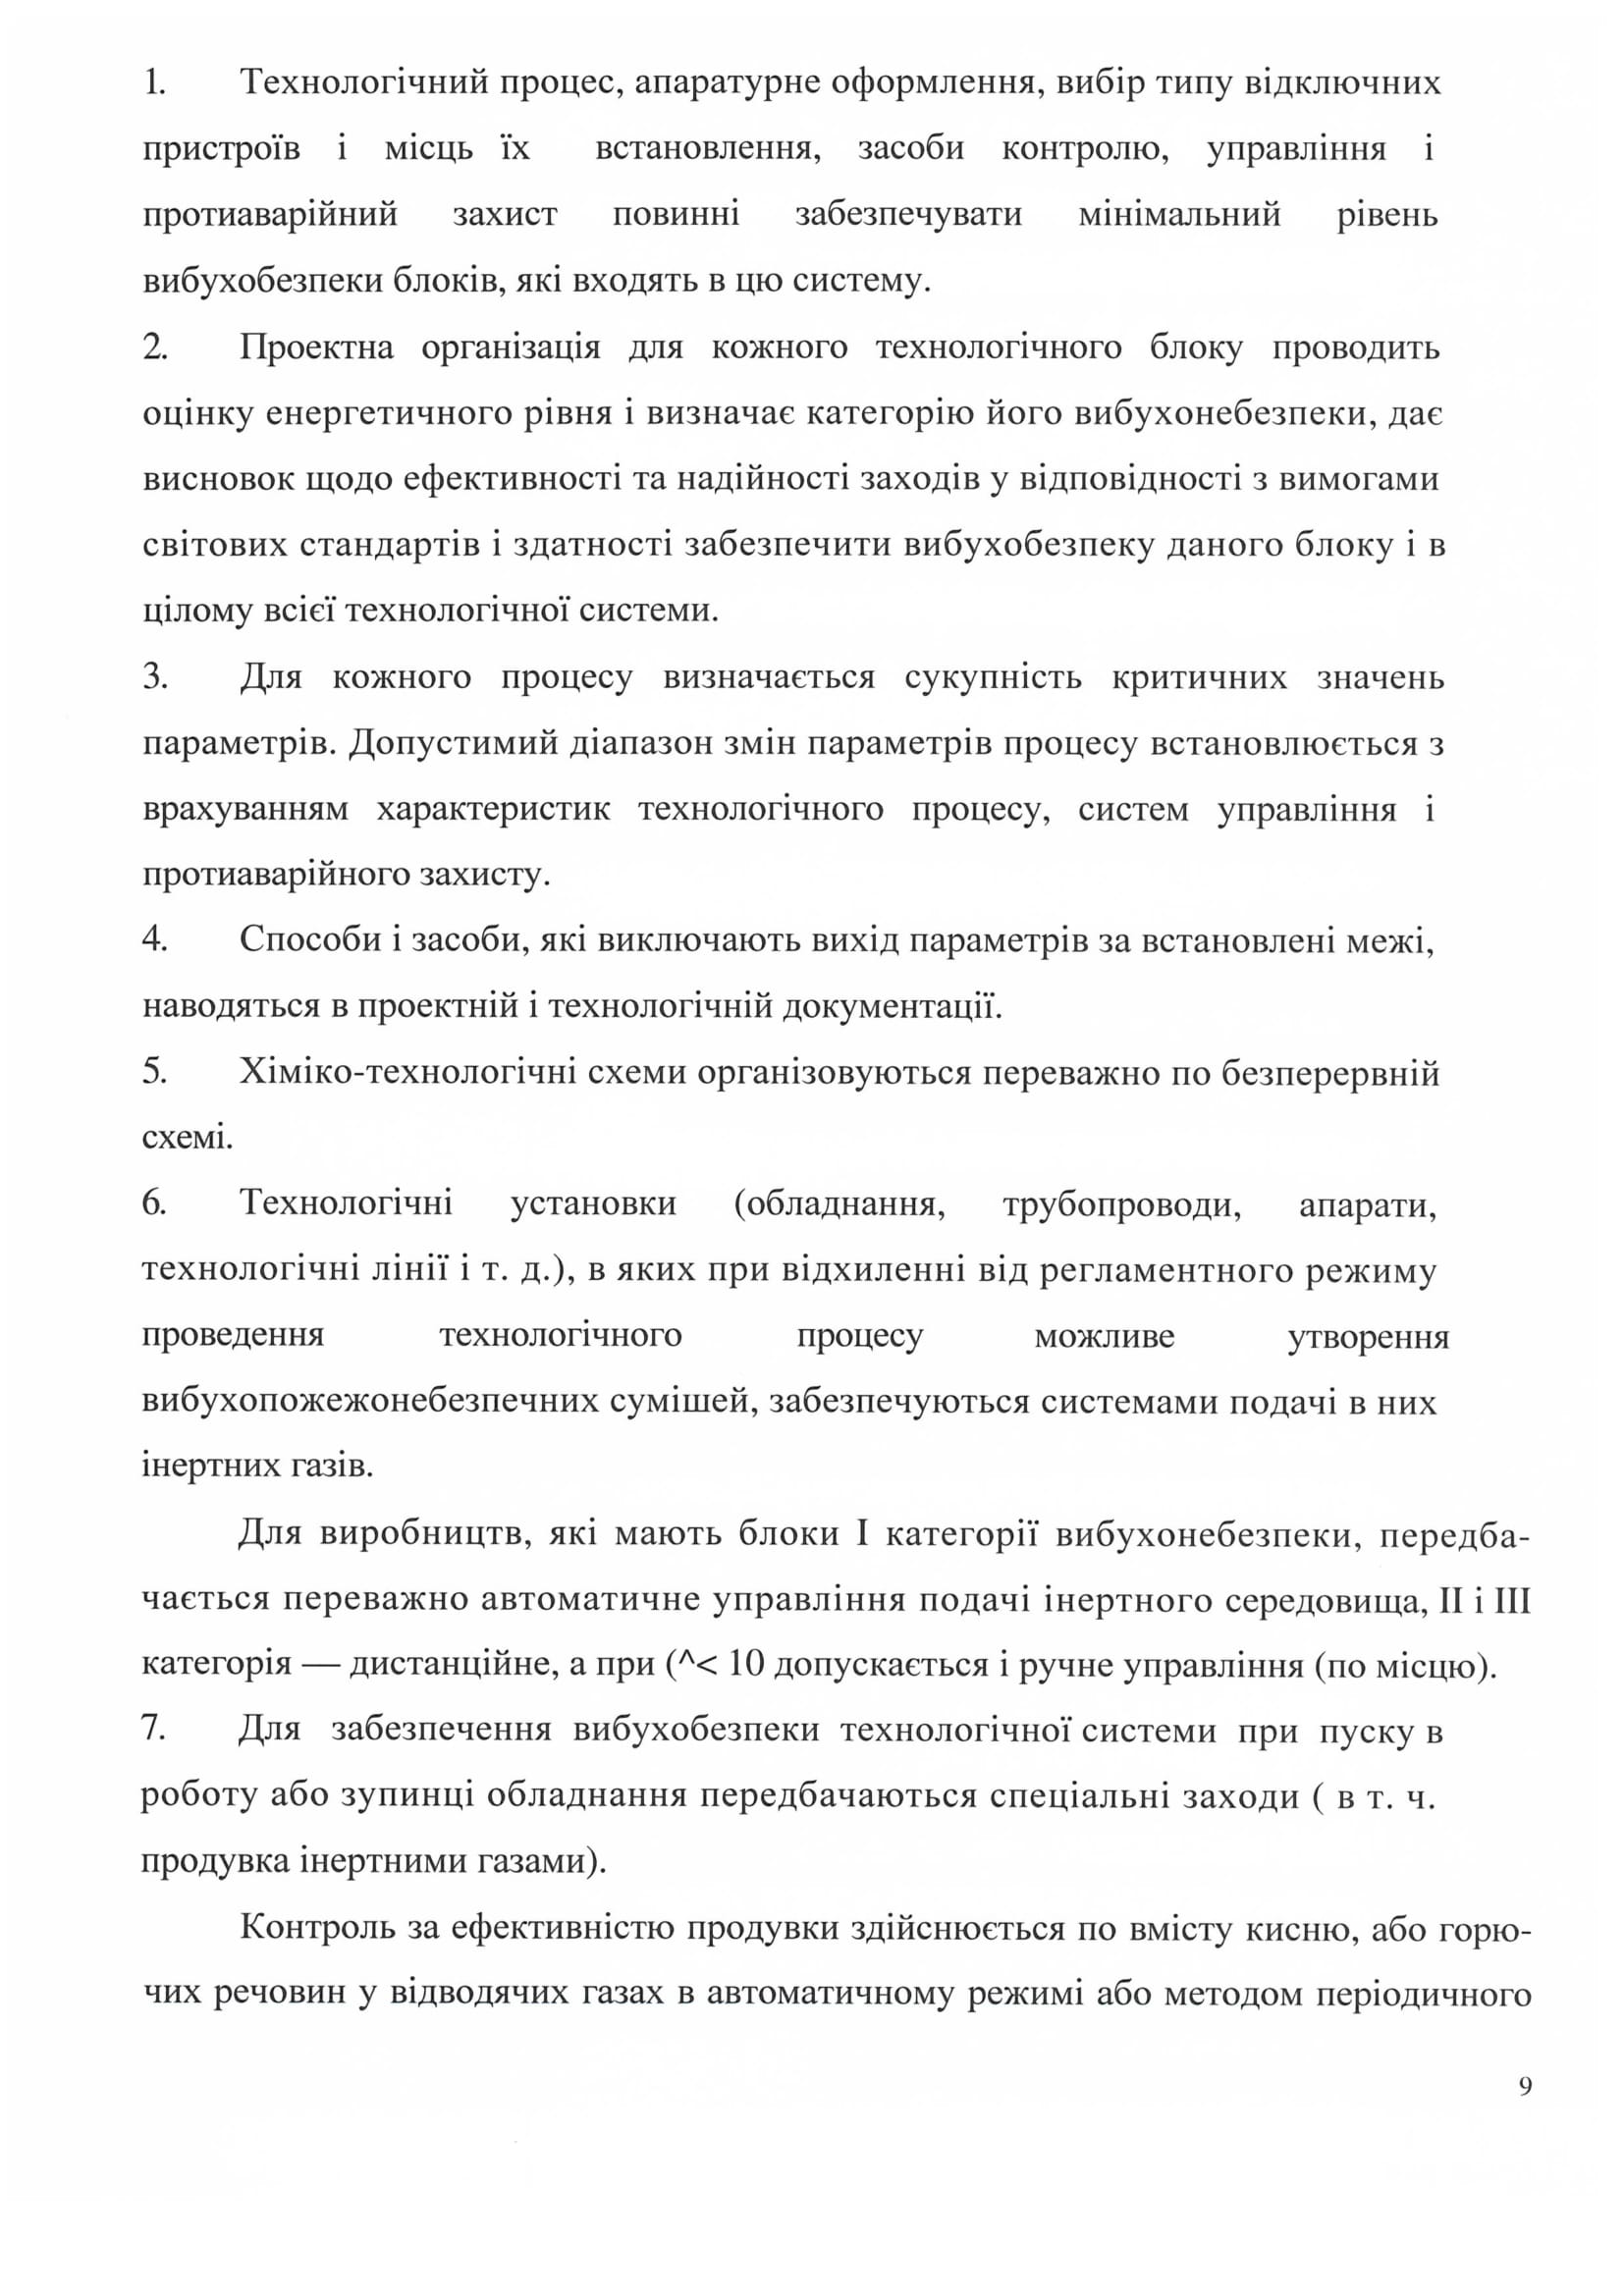 1. Технологічний процес, апаратурне оформлення, вибір типу відключних
пристроїв і місць їх встановлення, засоби контролю, управління і
протиаварійний захист повинні забезпечувати мінімальний рівень
вибухобезпеки блоків, які входять в цю систему.
2. Проектна організація для кожного технологічного блоку проводить
оцінку енергетичного рівня і визначає категорію його вибухонебезпеки, дає
висновок щодо ефективності та надійності заходів у відповідності з вимогами
світових стандартів і здатності забезпечити вибухобезпеку даного блоку і в
цілому всієї технологічної системи.
3. Для кожного процесу визначається сукупність критичних значень
параметрів. Допустимий діапазон змін параметрів процесу встановлюється з
врахуванням характеристик технологічного процесу, систем управління і
протиаварійного захисту.
4. Способи і засоби, які виключають вихід параметрів за встановлені межі,
наводяться в проектній і технологічній документації.
5. Хіміко-технологічні схеми організовуються переважно по безперервній
схемі.
6. Технологічні установки (обладнання, трубопроводи, апарати,
технологічні лінії і т. д.), в яких при відхиленні від регламентного режиму
проведення технологічного процесу можливе утворення
вибухопожежонебезпечних сумішей, забезпечуються системами подачі в них
інертних газів.
Для виробництв, які мають блоки I категорії вибухонебезпеки, передба-
чається переважно автоматичне управління подачі інертного середовища, II і III
категорія — дистанційне, а при (^< 10 допускається і ручне управління (по місцю).
7. Для забезпечення вибухобезпеки технологічної системи при пуску в
роботу або зупинці обладнання передбачаються спеціальні заходи ( в т. ч.
продувка інертними газами).
Контроль за ефективністю продувки здійснюється по вмісту кисню, або горю-
чих речовин у відводячих газах в автоматичному режимі або методом періодичного
9